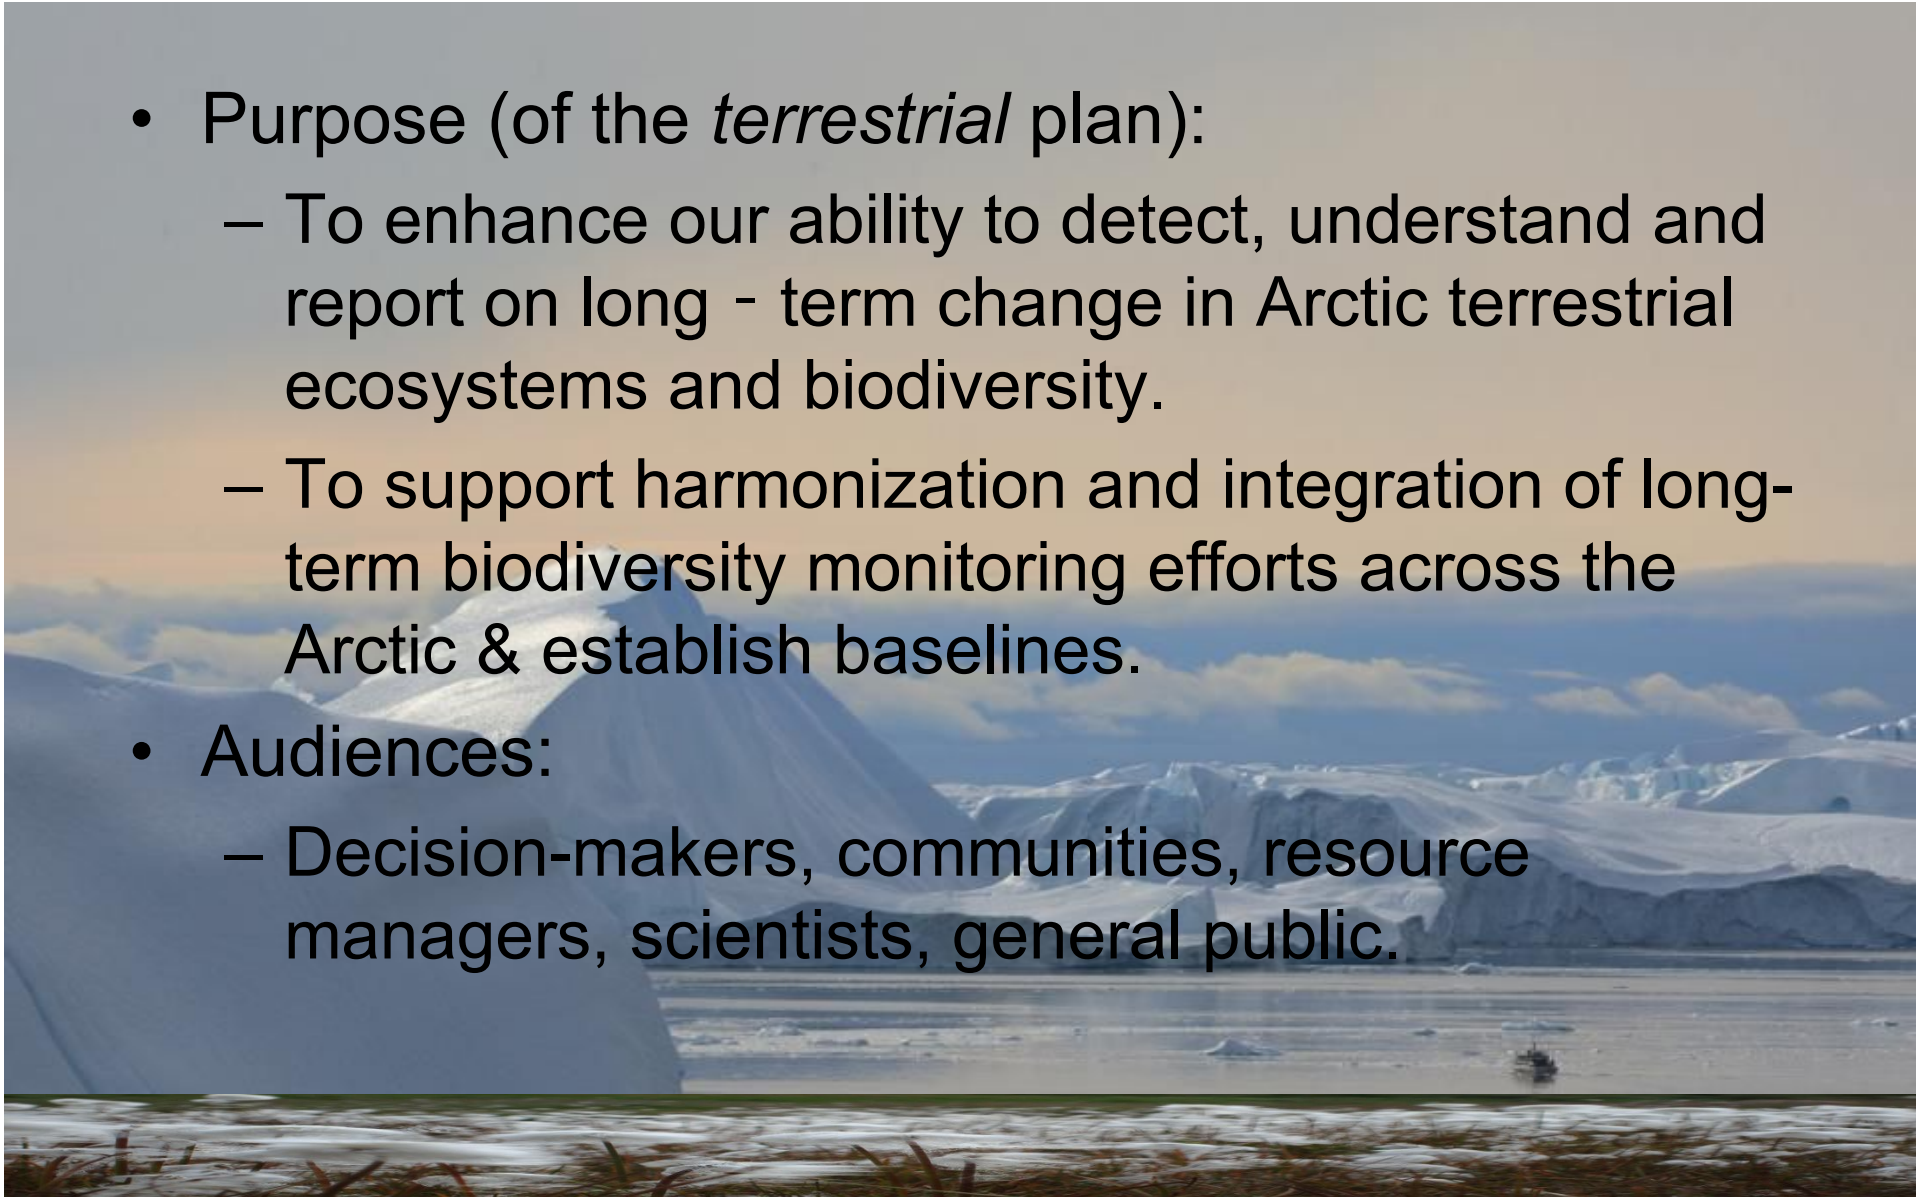 • Purpose (of the terrestrial plan):
– To enhance our ability to detect, understand and
report on long ‐ term change in Arctic terrestrial
ecosystems and biodiversity.
– To support harmonization and integration of long-
term biodiversity monitoring efforts across the
Arctic & establish baselines.
• Audiences:
– Decision-makers, communities, resource
managers, scientists, general public.